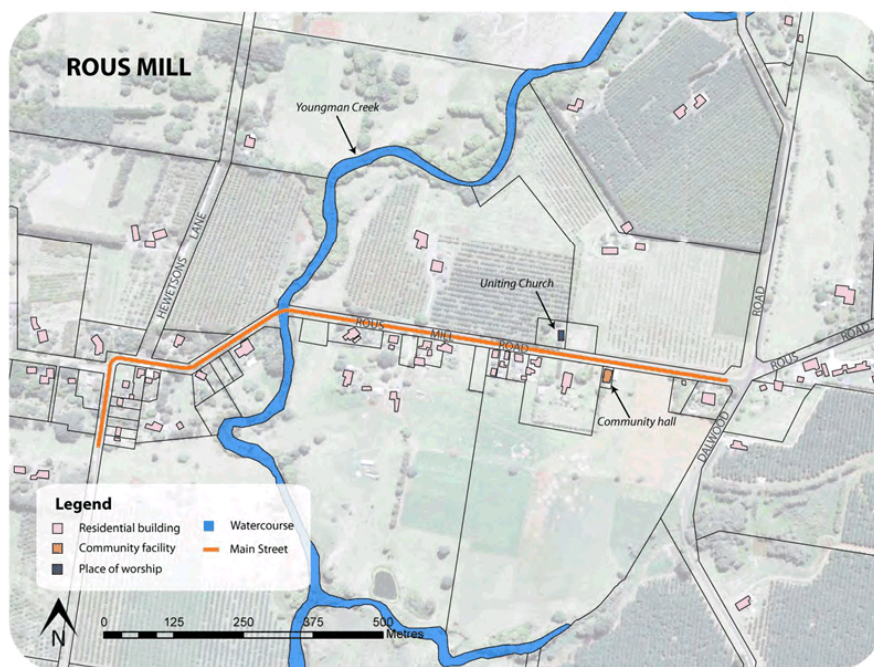 ROUS MILL
Youngman Creek
HEWETSONS LANE
Uniting Church
ROUS MILL ROAD
ROAD
ROUS ROAD
Community hall
DALWOOD
Legend
Residential building
Watercourse
Community facility
Main Street
Place of worship
N
0 125 250 375 500
Metres